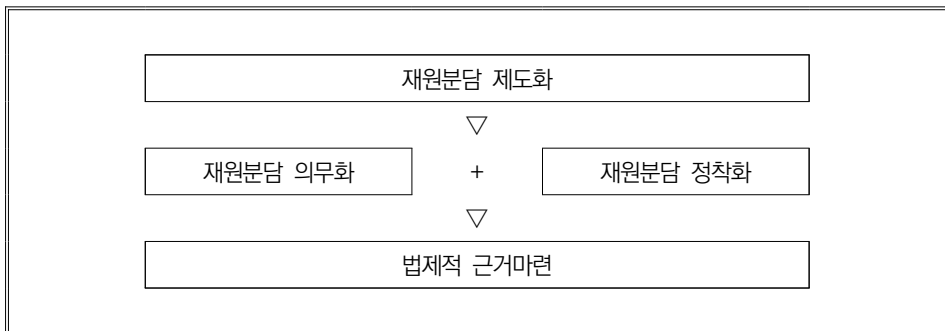 재원분담 제도화
▽
재원분담 의무화 + 재원분담 정착화
▽
법제적 근거마련